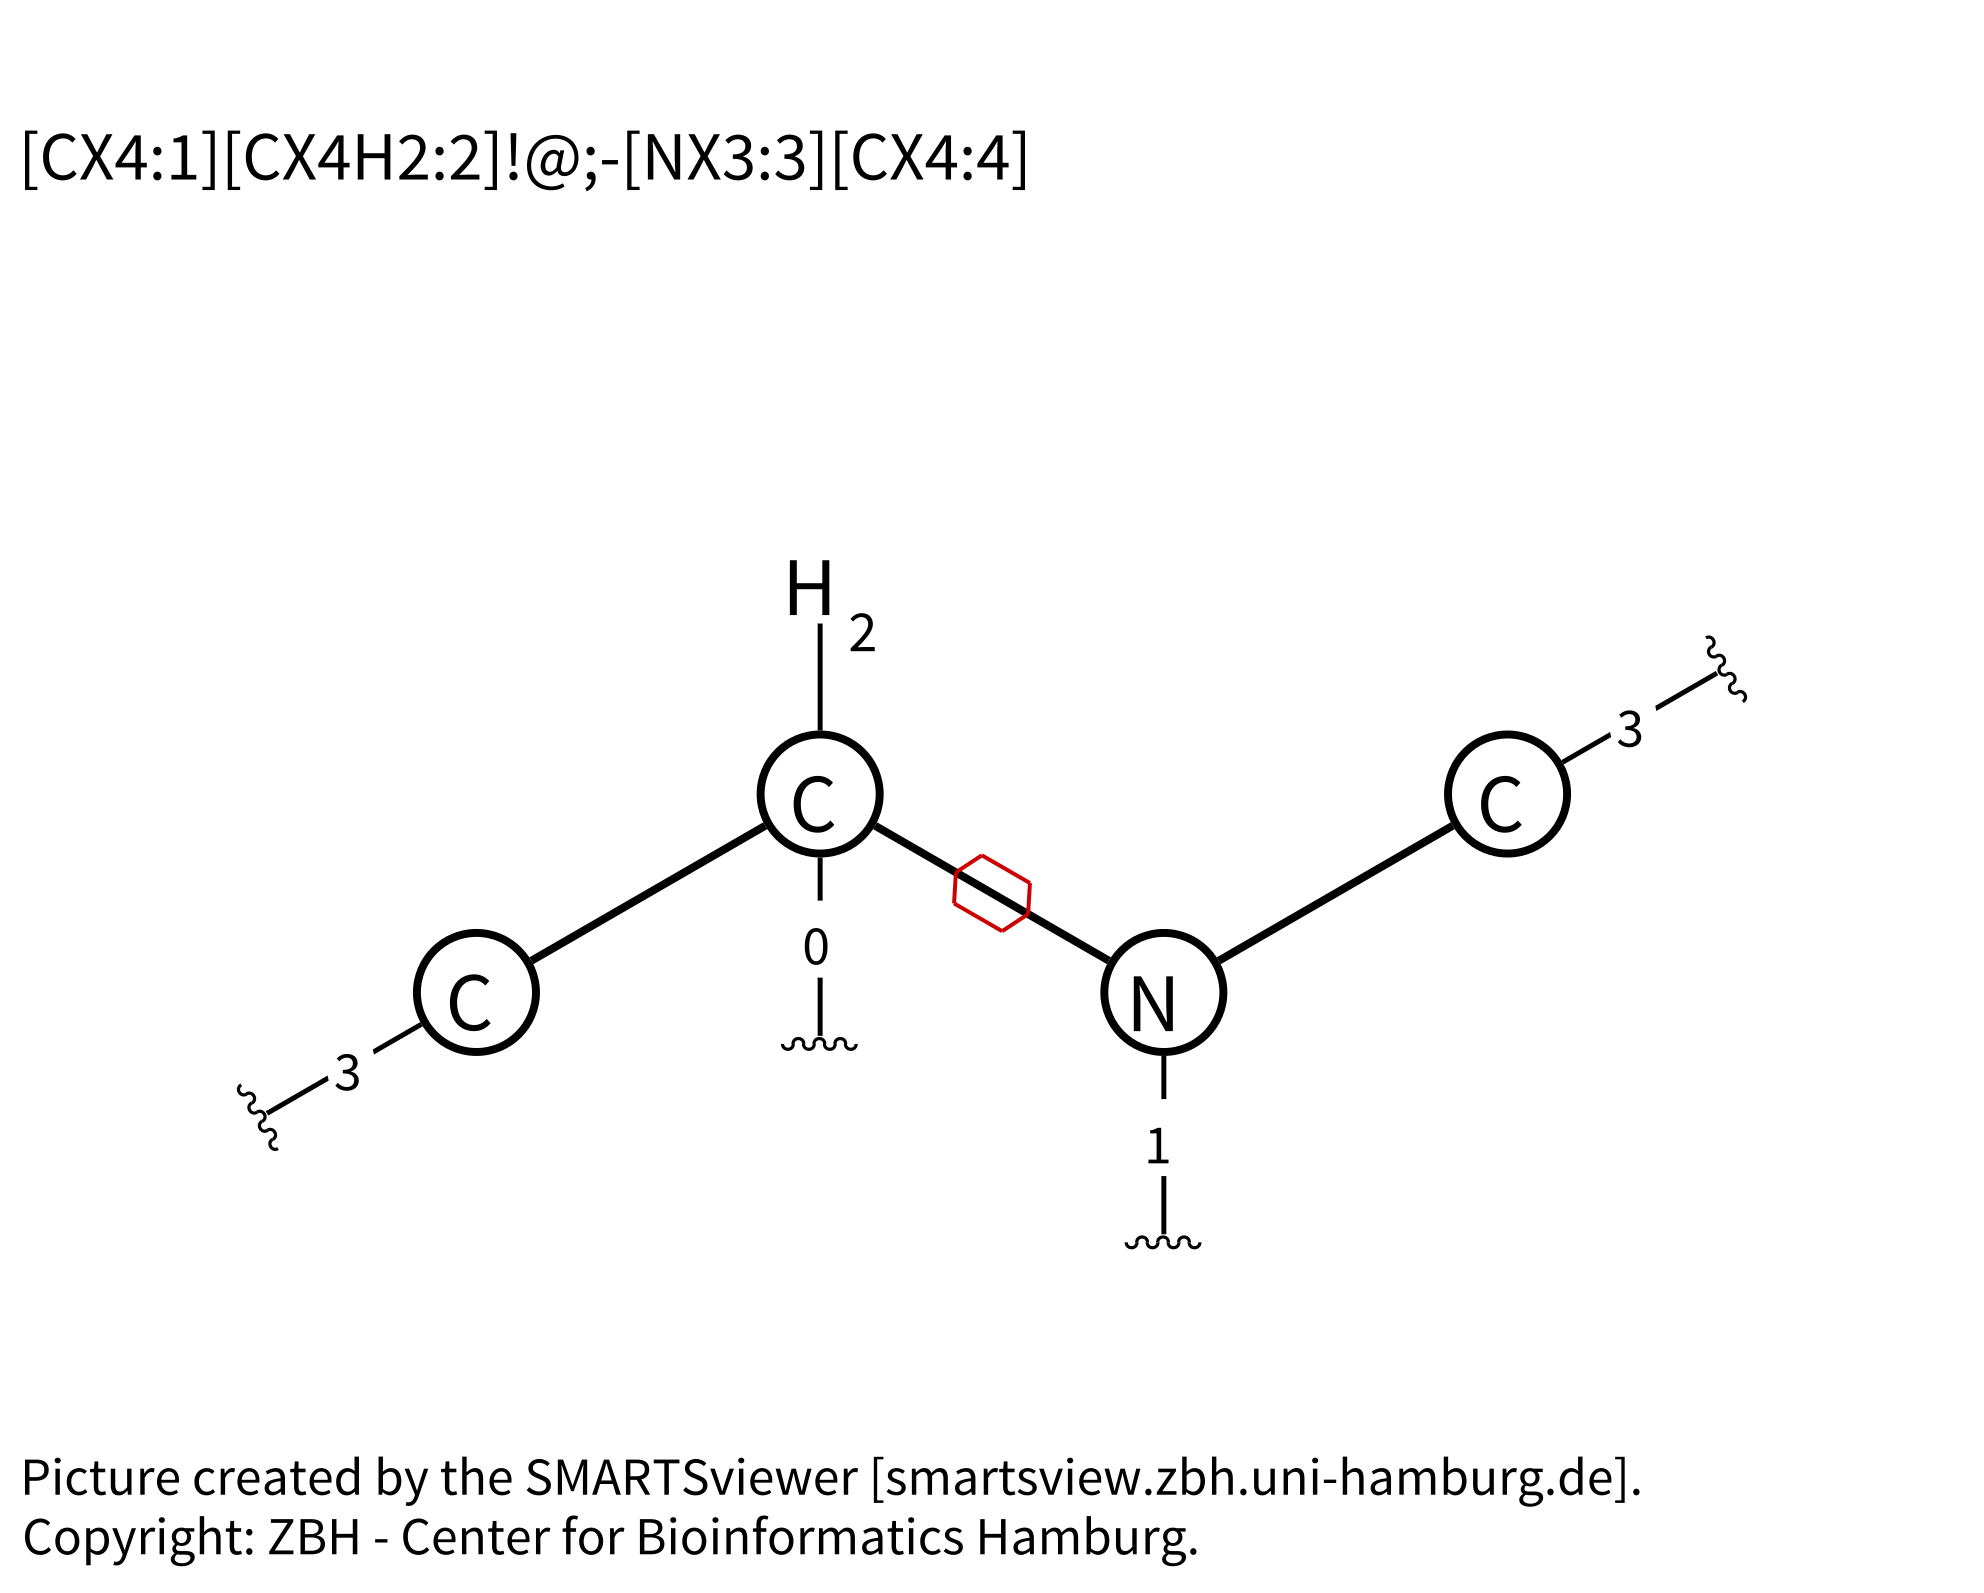 [CX4:1][CX4H2:2]!@;-[NX3:3][CX4:4]
H2
3
C
C
C
3
0
N
1
Picture created by the SMARTSviewer [smartsview.zbh.uni-hamburg.de].
Copyright: ZBH - Center for Bioinformatics Hamburg.